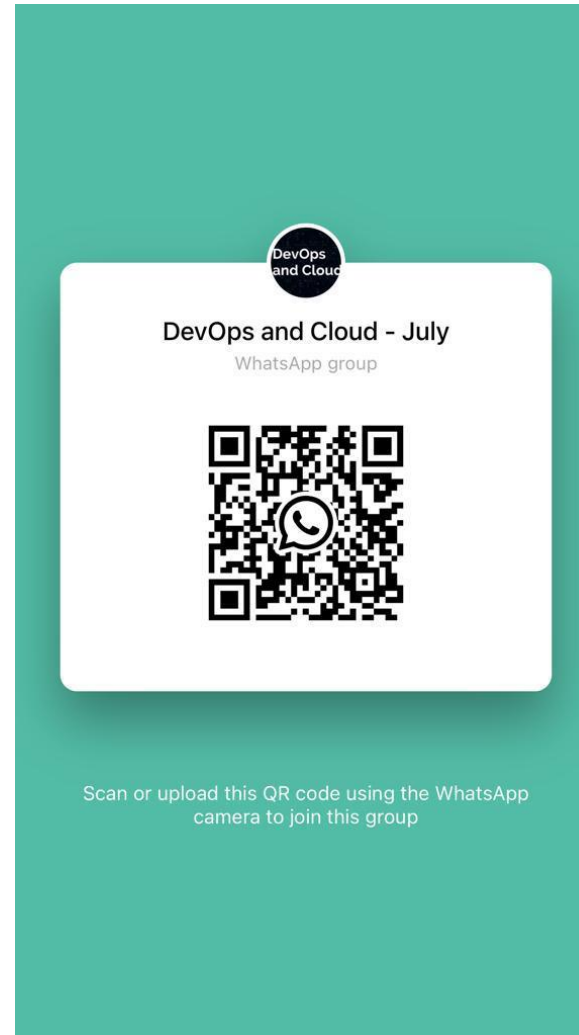 DevOps
and Cloud
DevOps and Cloud - July
WhatsApp group
Scan or upload this QR code using the WhatsApp
camera to join this group